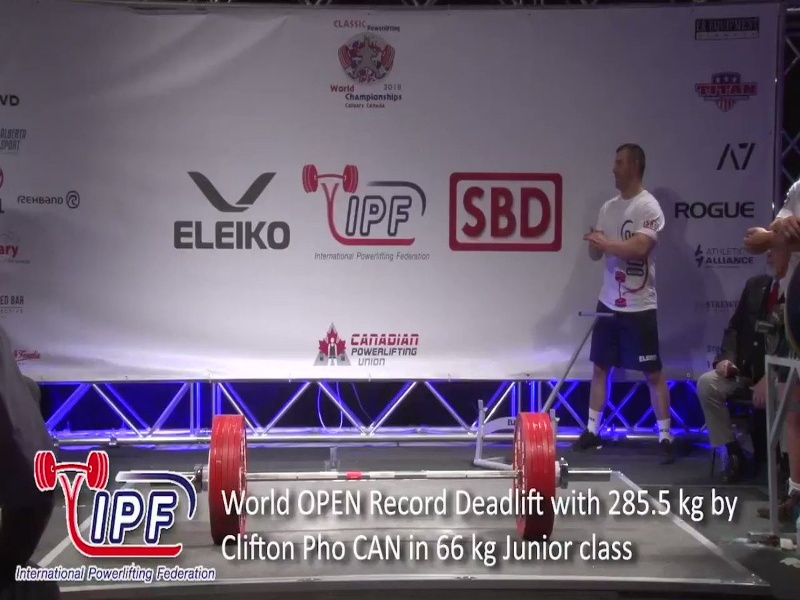 CLASSIC Powerlifting
World 2018
Championships
Calgary Canada
TITAN
A7
REHBAND
ELEIKO
IPF
International Powerlifting Federation
SBD
ROGUE
ATHLETIC
ALLIANCE
CANADIAN
POWERLIFTING
UNION
World OPEN Record Deadlift with 285.5 kg by
Clifton Pho CAN in 66 kg Junior class
IPF
International Powerlifting Federation